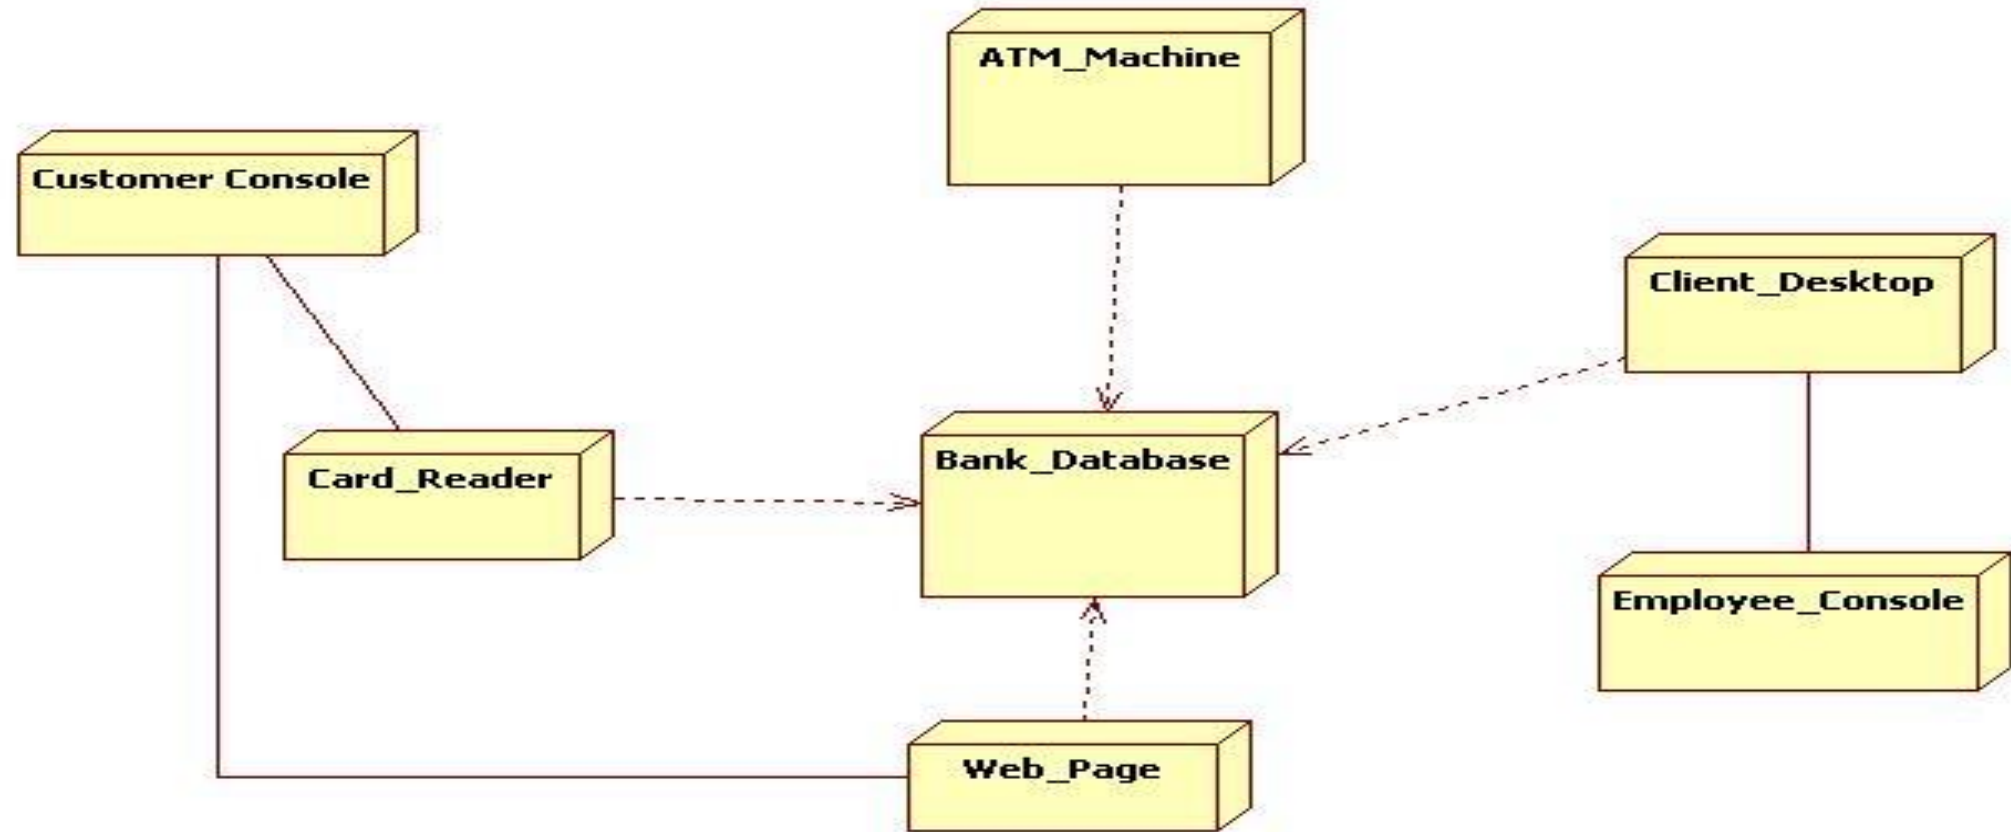 ATM_Machine
Customer Console
Client_Desktop
Bank_Database
Card_Reader
Employee_Console
Web_Page